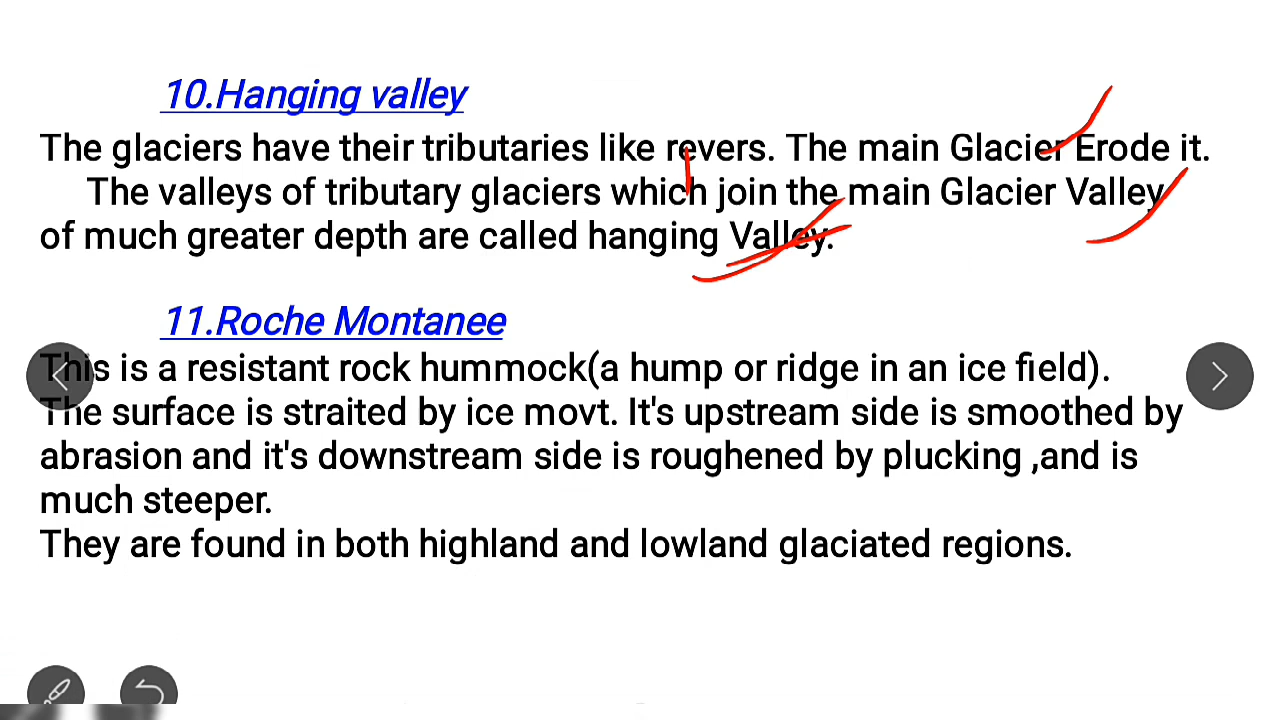 10.Hanging valley
The glaciers have their tributaries like revers. The main Glacier Erode it.
The valleys of tributary glaciers which join the main Glacier Valley
of much greater depth are called hanging Valley.
11.Roche Montanee
This is a resistant rock hummock(a hump or ridge in an ice field).
The surface is straited by ice movt. It's upstream side is smoothed by
abrasion and it's downstream side is roughened by plucking ,and is
much steeper.
They are found in both highland and lowland glaciated regions.